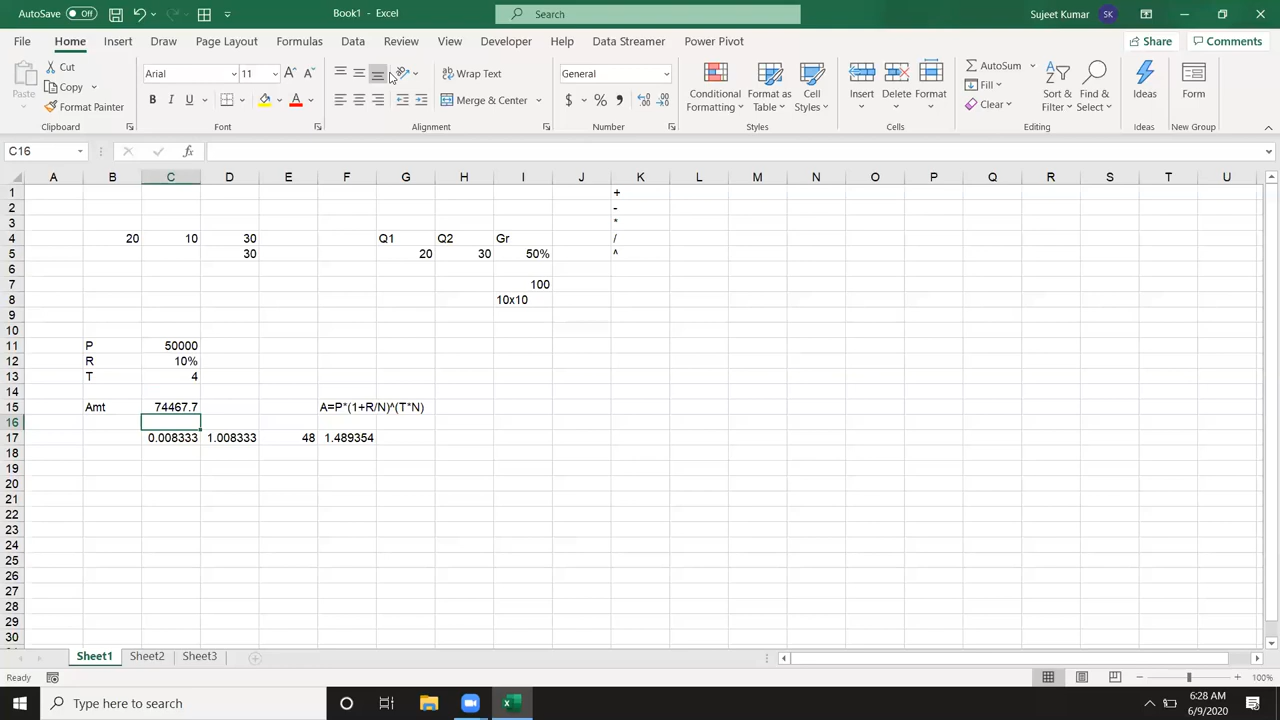 AutoSave Off Book1 - Excel Search Sujeet Kumar SK
File Home Insert Draw Page Layout Formulas Data Review View Developer Help Data Streamer Power Pivot Share Comments
Paste Cut Copy Format Painter
Arial 11 Wrap Text General AutoSum
Fill
Clear
B I U Merge & Center $ % 9
Conditional Formatting Format as Table Cell Styles Insert Delete Format Sort & Filter Find & Select Ideas Form
Clipboard Font Alignment Number Styles Cells Editing Ideas New Group
C16 fx
A B C D E F G H I J K L M N O P Q R S T U
1 +
2 -
3 *
4 20 10 30 Q1 Q2 Gr /
5 30 20 30 50% ^
6
7 100
8 10x10
9
10
11 P 50000
12 R 10%
13 T 4
14
15 Amt 74467.7 A=P*(1+R/N)^(T*N)
16
17 0.008333 1.008333 48 1.489354
18
19
20
21
22
23
24
25
26
27
28
29
30
Sheet1 Sheet2 Sheet3
Ready 100%
Type here to search 6:28 AM
6/9/2020